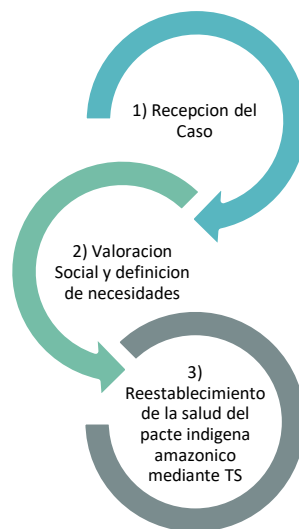 1) Recepcion del
Caso
2) Valoracion
Social y definicion
de necesidades
3)
Reestablecimiento
de la salud del
pacte indigena
amazonico
mediante TS